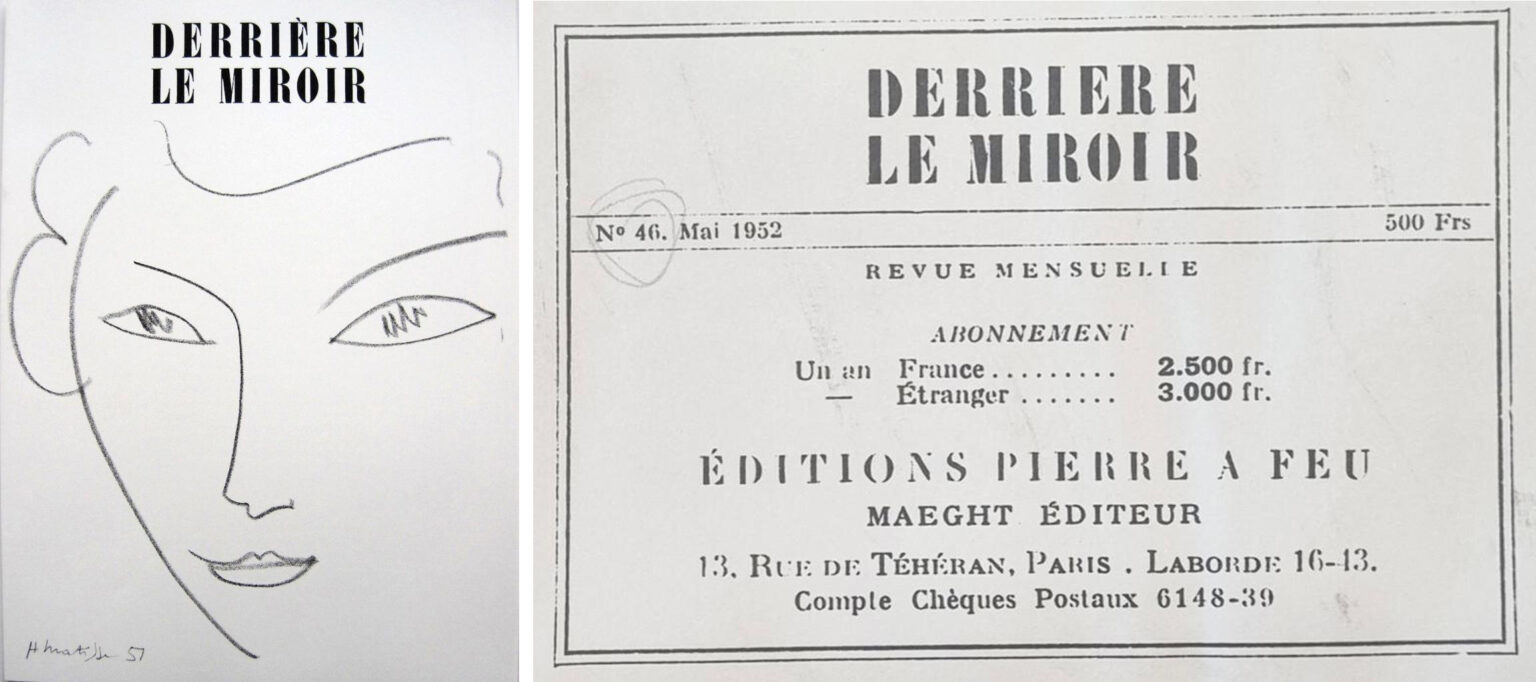 DERRIÈRE
LE MIROIR
H Matisse 51
DERRIERE
LE MIROIR
Nº 46. Mai 1952
500 Frs
REVUE MENSUELLE
ABONNEMENT
Un an France ......... 2.500 fr.
— Étranger ....... 3.000 fr.
ÉDITIONS PIERRE A FEU
MAEGHT ÉDITEUR
13, RUE DE TÉHÉRAN, PARIS . LABORDE 16-43.
Compte Chèques Postaux 6148-39